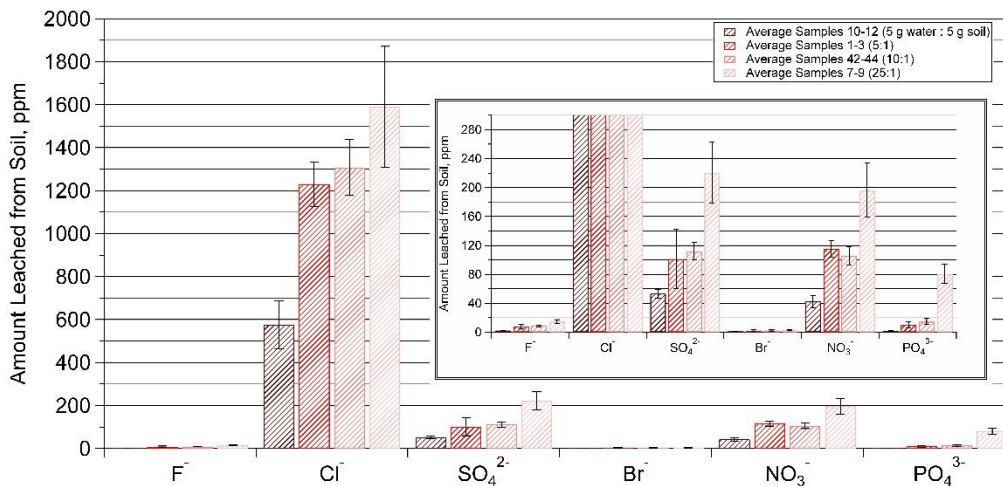 2000
1800
1600
1400
1200
1000
800
600
400
200
0
Amount Leached from Soil, ppm
F⁻
Cl⁻
SO₄²⁻
Br⁻
NO₃⁻
PO₄³⁻
Average Samples 10-12 (5 g water : 5 g soil)
Average Samples 1-3 (5:1)
Average Samples 42-44 (10:1)
Average Samples 7-9 (25:1)
280
240
200
160
120
80
40
0
Amount Leached from Soil, ppm
F⁻
Cl⁻
SO₄²⁻
Br⁻
NO₃⁻
PO₄³⁻